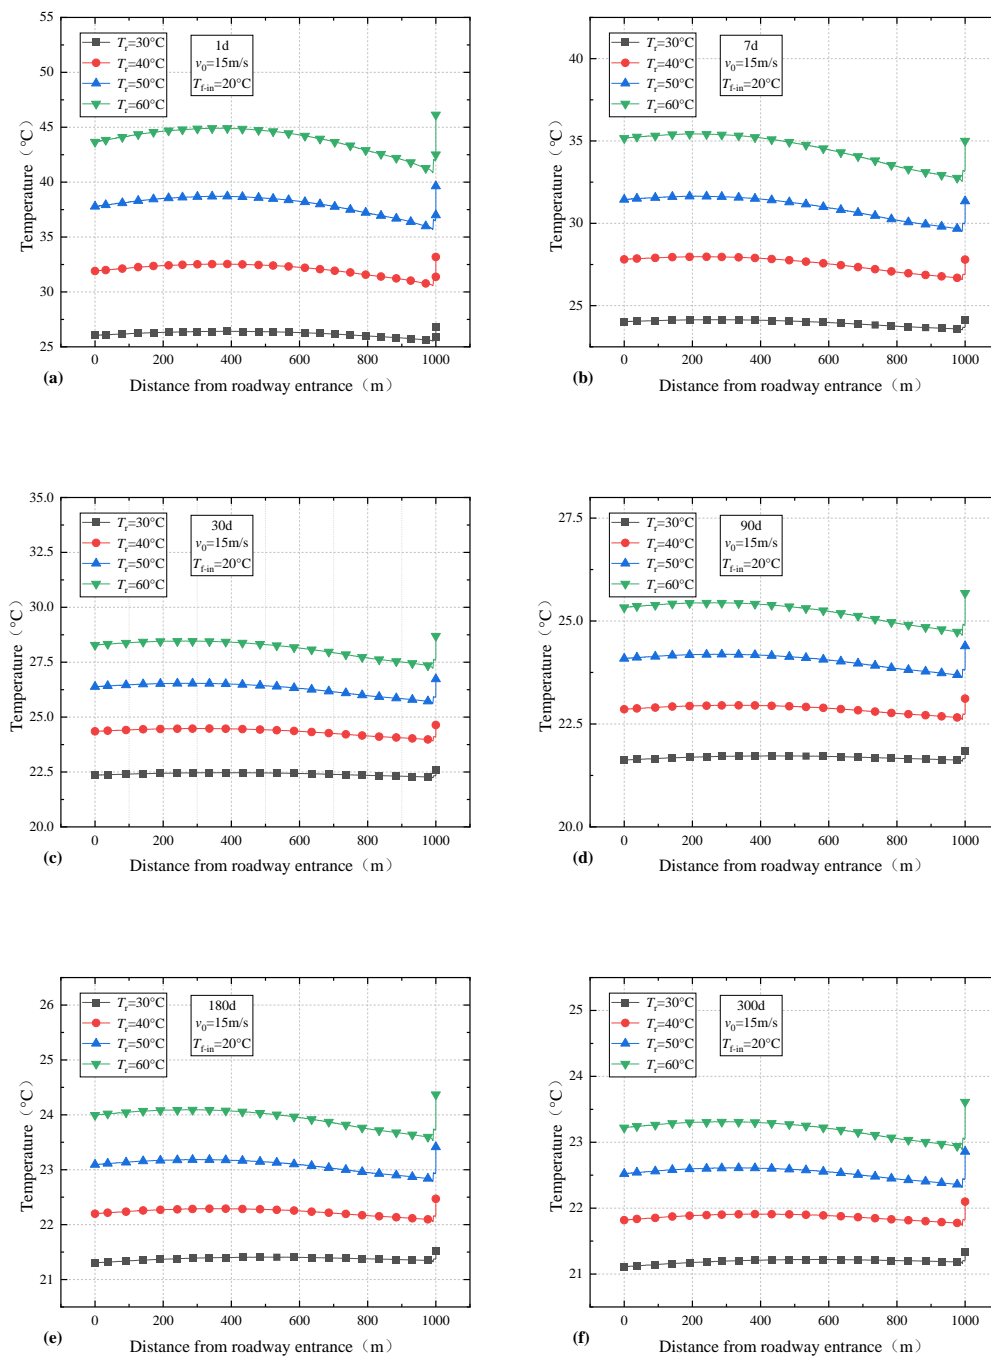 55
50
45
40
35
30
25
Temperature（°C）
Tr=30°C
Tr=40°C
Tr=50°C
Tr=60°C
1d
v0=15m/s
Tf-in=20°C
0 200 400 600 800 1000
(a)
Distance from roadway entrance（m）
40
35
30
25
Temperature（°C）
Tr=30°C
Tr=40°C
Tr=50°C
Tr=60°C
7d
v0=15m/s
Tf-in=20°C
0 200 400 600 800 1000
(b)
Distance from roadway entrance（m）
35.0
32.5
30.0
27.5
25.0
22.5
20.0
Temperature（°C）
Tr=30°C
Tr=40°C
Tr=50°C
Tr=60°C
30d
v0=15m/s
Tf-in=20°C
0 200 400 600 800 1000
(c)
Distance from roadway entrance（m）
27.5
25.0
22.5
20.0
Temperature（°C）
Tr=30°C
Tr=40°C
Tr=50°C
Tr=60°C
90d
v0=15m/s
Tf-in=20°C
0 200 400 600 800 1000
(d)
Distance from roadway entrance（m）
26
25
24
23
22
21
Temperature（°C）
Tr=30°C
Tr=40°C
Tr=50°C
Tr=60°C
180d
v0=15m/s
Tf-in=20°C
0 200 400 600 800 1000
(e)
Distance from roadway entrance（m）
25
24
23
22
21
Temperature（°C）
Tr=30°C
Tr=40°C
Tr=50°C
Tr=60°C
300d
v0=15m/s
Tf-in=20°C
0 200 400 600 800 1000
(f)
Distance from roadway entrance（m）